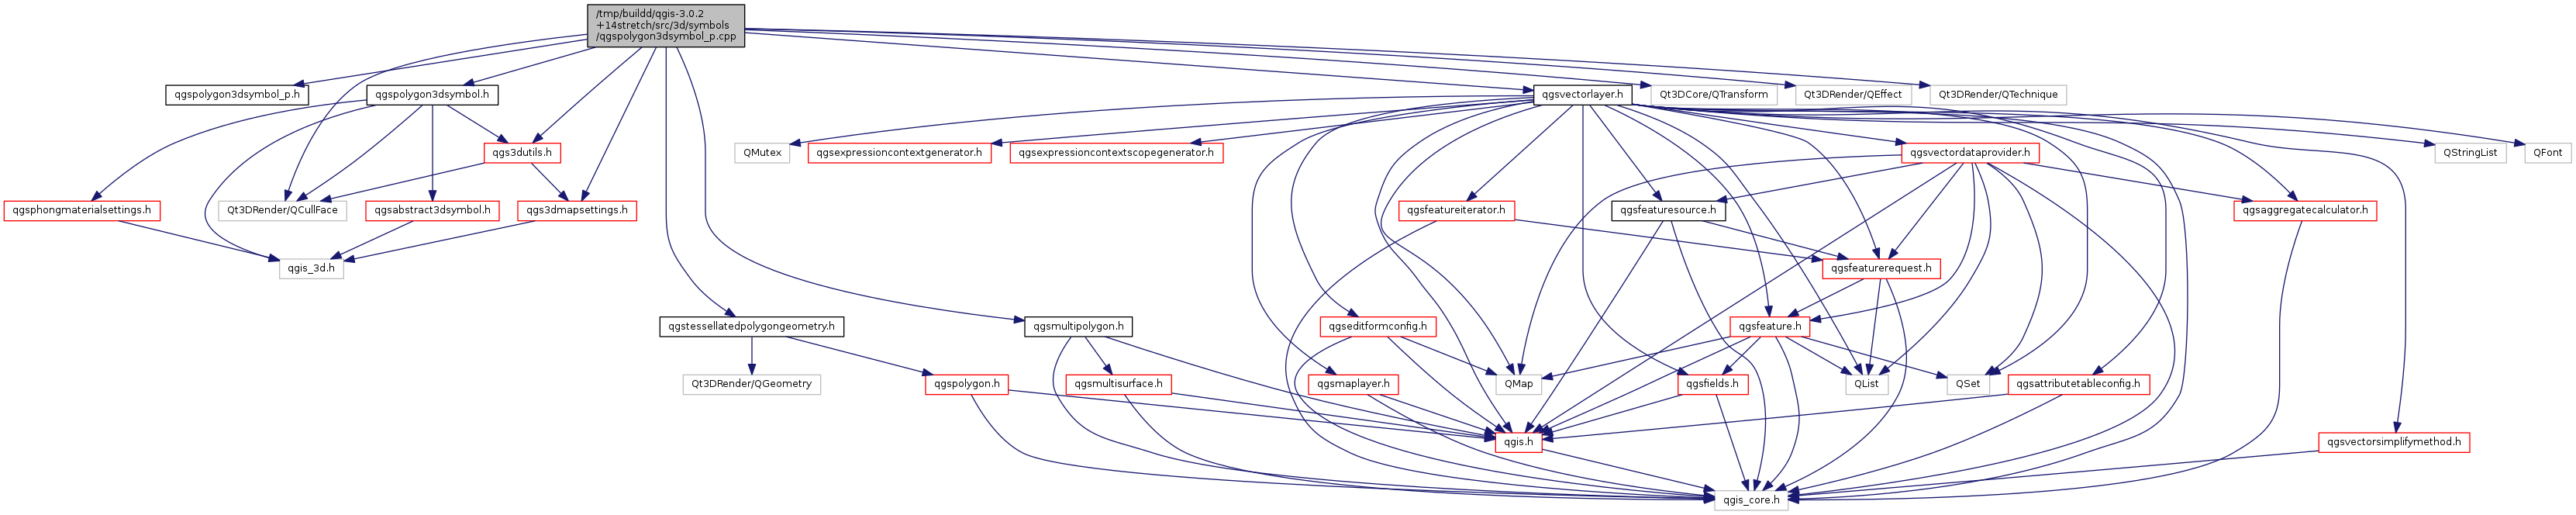 /tmp/buildd/qgis-3.0.2
+14stretch/src/3d/symbols
/qgspolygon3dsymbol_p.cpp
qgspolygon3dsymbol_p.h
qgspolygon3dsymbol.h
qgsvectorlayer.h
Qt3DCore/QTransform
Qt3DRender/QEffect
Qt3DRender/QTechnique
qgs3dutils.h
QMutex
qgsexpressioncontextgenerator.h
qgsexpressioncontextscopegenerator.h
qgsvectordataprovider.h
QStringList
QFont
qgsphongmaterialsettings.h
Qt3DRender/QCullFace
qgsabstract3dsymbol.h
qgs3dmapsettings.h
qgsfeatureiterator.h
qgsfeaturesource.h
qgsaggregatecalculator.h
qgis_3d.h
qgsfeaturerequest.h
qgstessellatedpolygongeometry.h
qgsmultipolygon.h
qgseditformconfig.h
qgsfeature.h
Qt3DRender/QGeometry
qgspolygon.h
qgsmultisurface.h
qgsmaplayer.h
QMap
qgsfields.h
QList
QSet
qgsattributetableconfig.h
qgis.h
qgsvectorsimplifymethod.h
qgis_core.h